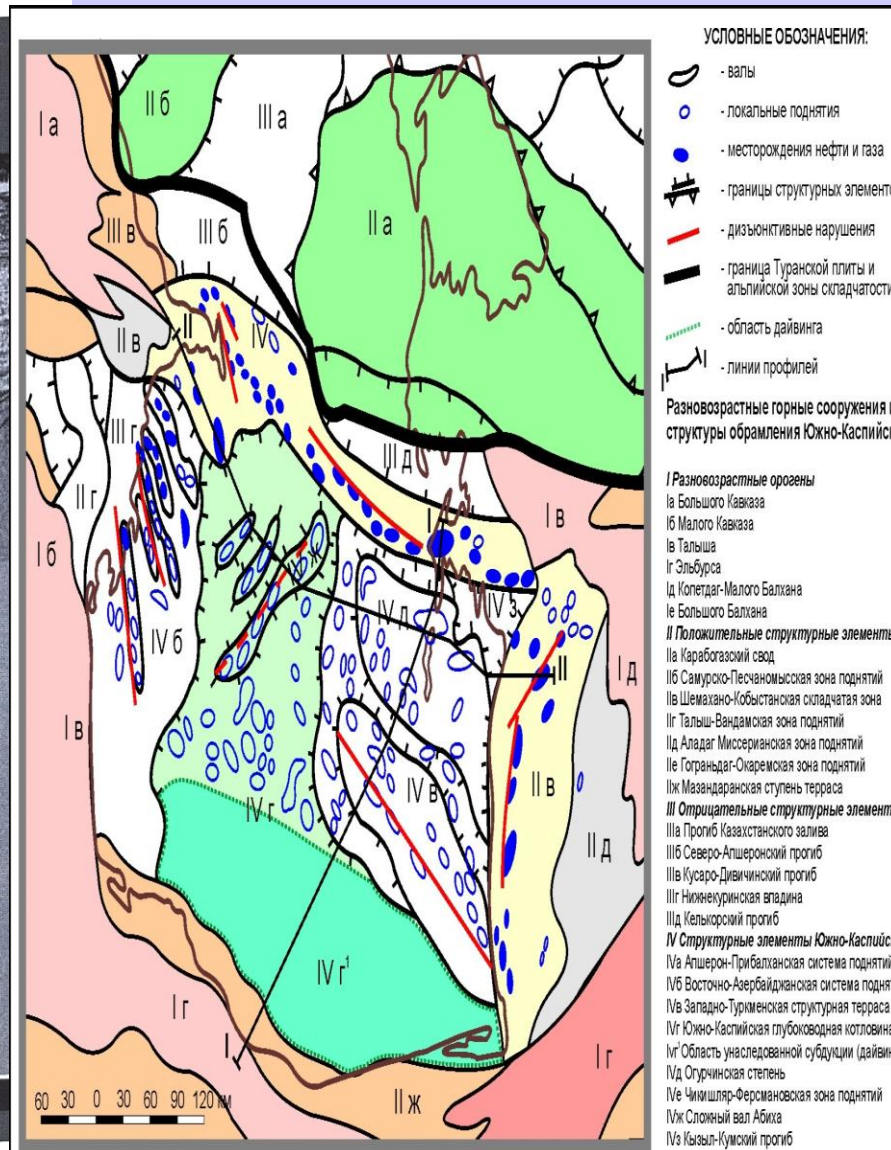 УСЛОВНЫЕ ОБОЗНАЧЕНИЯ:
- валы
- локальные поднятия
- месторождения нефти и газа
- границы структурных элементо
- дизъюнктивные нарушения
- граница Туранской плиты и
альпийской зоны складчатости
- область дайвинга
I I - линии профилей
Разновозрастные горные сооружения и
структуры обрамления Южно-Каспийск
I Разновозрастные орогены
Iа Большого Кавказа
Iб Малого Кавказа
Iв Талыша
Iг Эльбурса
Iд Копетдаг-Малого Балхана
Iе Большого Балхана
II Положительные структурные элементы
IIа Карабогазский свод
IIб Самурско-Песчаномысская зона поднятий
IIв Шемахано-Кобыстанская складчатая зона
IIг Талыш-Вандамская зона поднятий
IIд Аладаг Миссерианская зона поднятий
IIе Гограньдаг-Окаремская зона поднятий
IIж Мазандаранская ступень терраса
III Отрицательные структурные элемент
IIIа Прогиб Казахстанского залива
IIIб Северо-Апшеронский прогиб
IIIв Кусаро-Дивичинский прогиб
IIIг Нижнекуринская впадина
IIIд Келькорский прогиб
IV Структурные элементы Южно-Каспийск
IVа Апшерон-Прибалханская система поднятий
IVб Восточно-Азербайджанская система подня
IVв Западно-Туркменская структурная терраса
IVг Южно-Каспийская глубоководная котловина
Ivг' Область унаследованной субдукции (дайвин
IVд Огурчинская степень
IVе Чикишляр-Ферсмановская зона поднятий
IVж Сложный вал Абиха
IVз Кызыл-Кумский прогиб
I а
II б
III а
III в
III б
II а
II в
II
IV
III г
II г
III д
I
I в
I б
IV ж
IV з
IV д
IV б
II
I д
I в
IV г
IV в
II в
II д
IV г¹
I г
I
I г
II ж
60 30 0 30 60 90 120 км